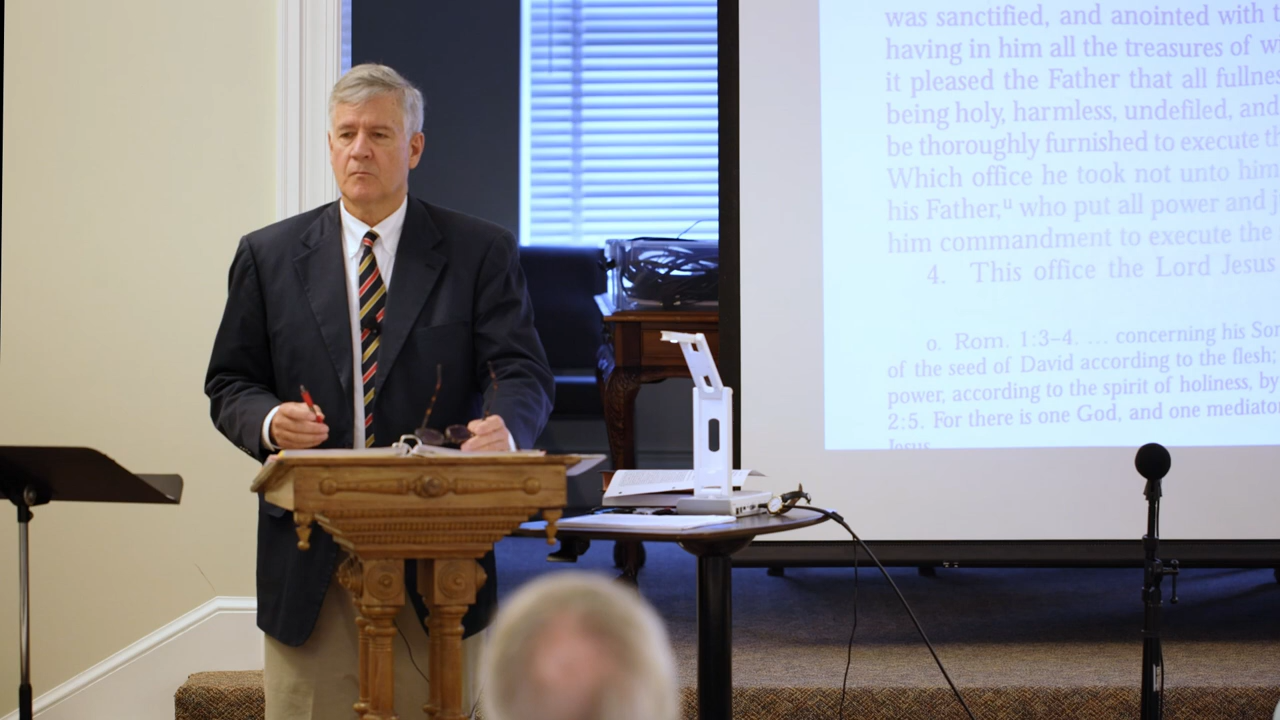 was sanctified, and anointed with
having in him all the treasures of
it pleased the Father that all
being holy, harmless, undefiled, and
be thoroughly furnished to execute
Which office he took not unto him
his Father,ᵘ who put all power and
him commandment to execute the
4. This office the Lord Jesus
o. Rom. 1:3–4. … concerning his
of the seed of David according to the flesh;
power, according to the spirit of holiness, by
2:5. For there is one God, and one
Jesus